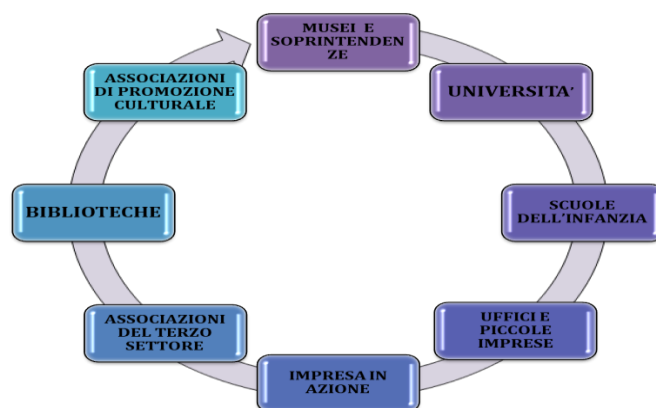 MUSEI E
SOPRINTENDEN
ZE
UNIVERSITA'
SCUOLE
DELL'INFANZIA
UFFICI E
PICCOLE
IMPRESE
IMPRESA IN
AZIONE
ASSOCIAZIONI
DEL TERZO
SETTORE
BIBLIOTECHE
ASSOCIAZIONI
DI PROMOZIONE
CULTURALE